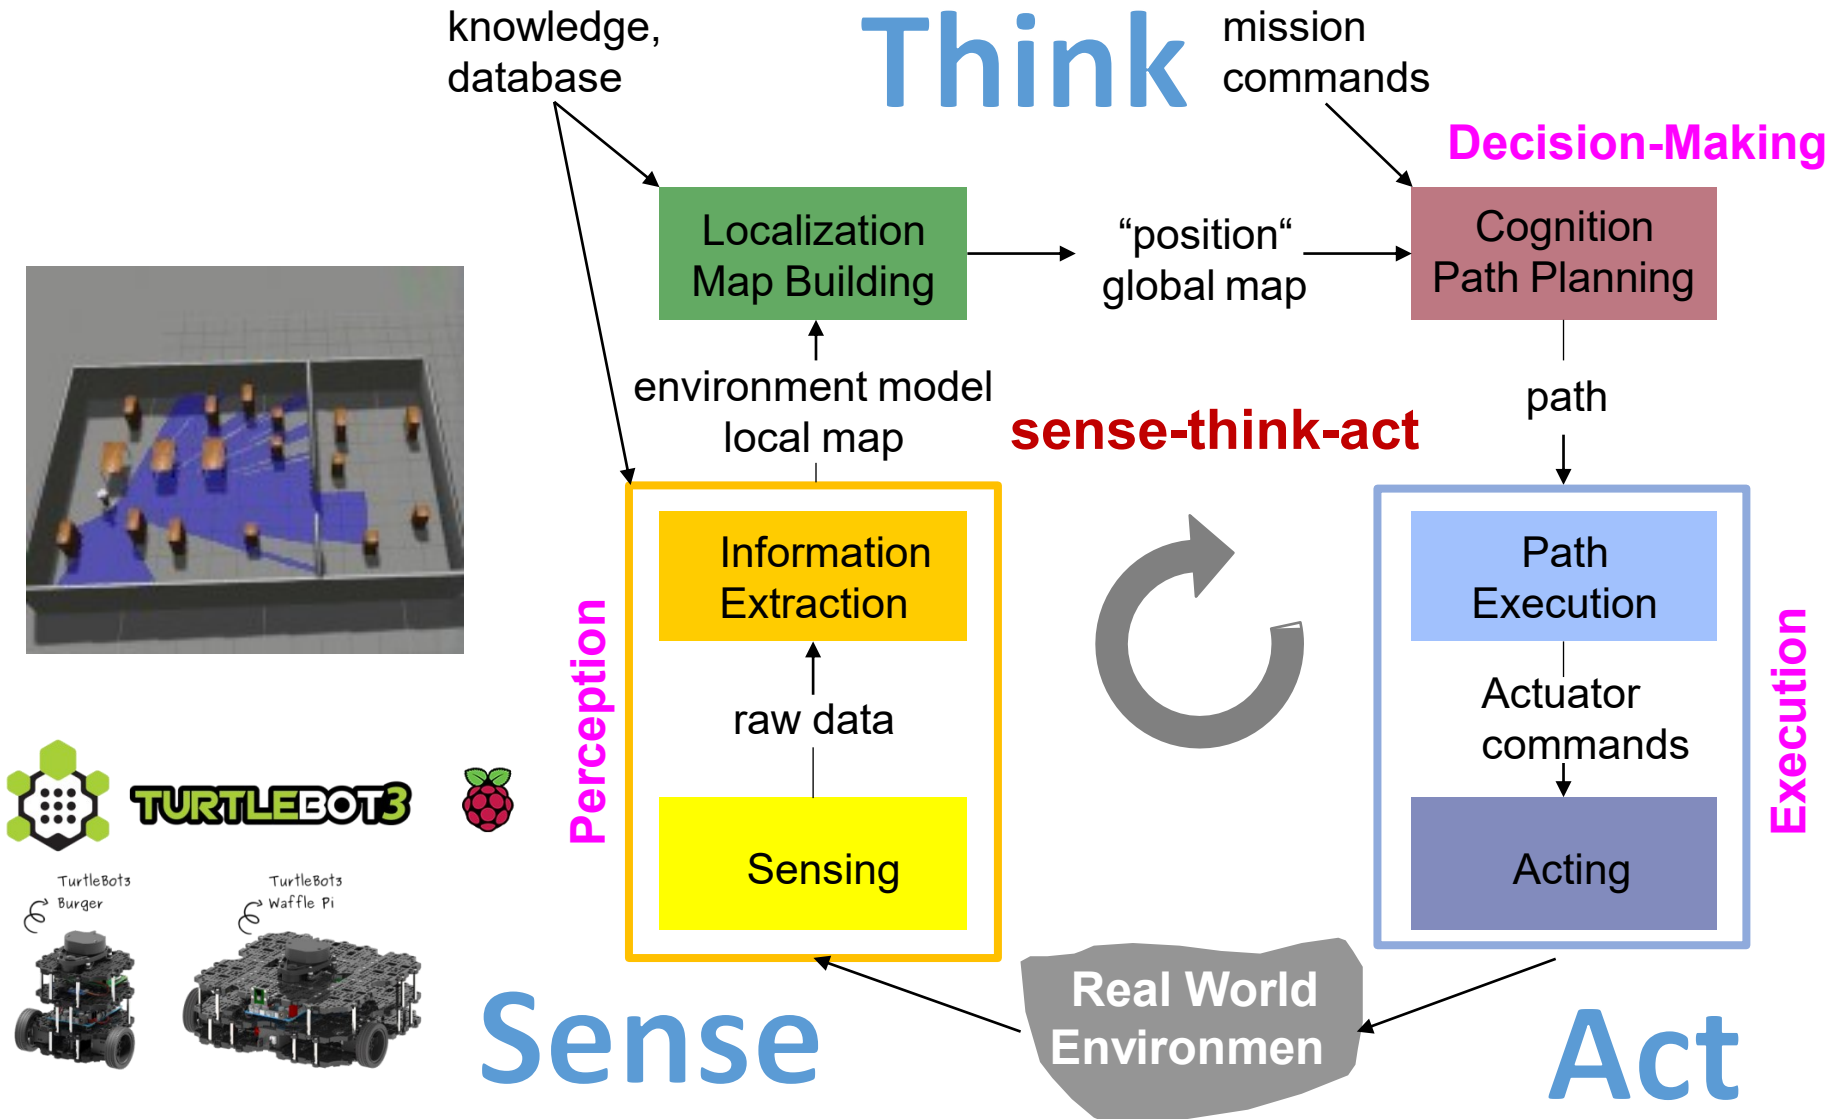 knowledge,
database
Think
mission
commands
Decision-Making
Localization
Map Building
“position“
global map
Cognition
Path Planning
environment model
local map
sense-think-act
path
Information
Extraction
Path
Execution
Perception
raw data
Actuator
commands
Execution
TURTLEBOT3
Sensing
Acting
TurtleBot3
Burger
TurtleBot3
Waffle Pi
Real World
Environmen
Sense
Act